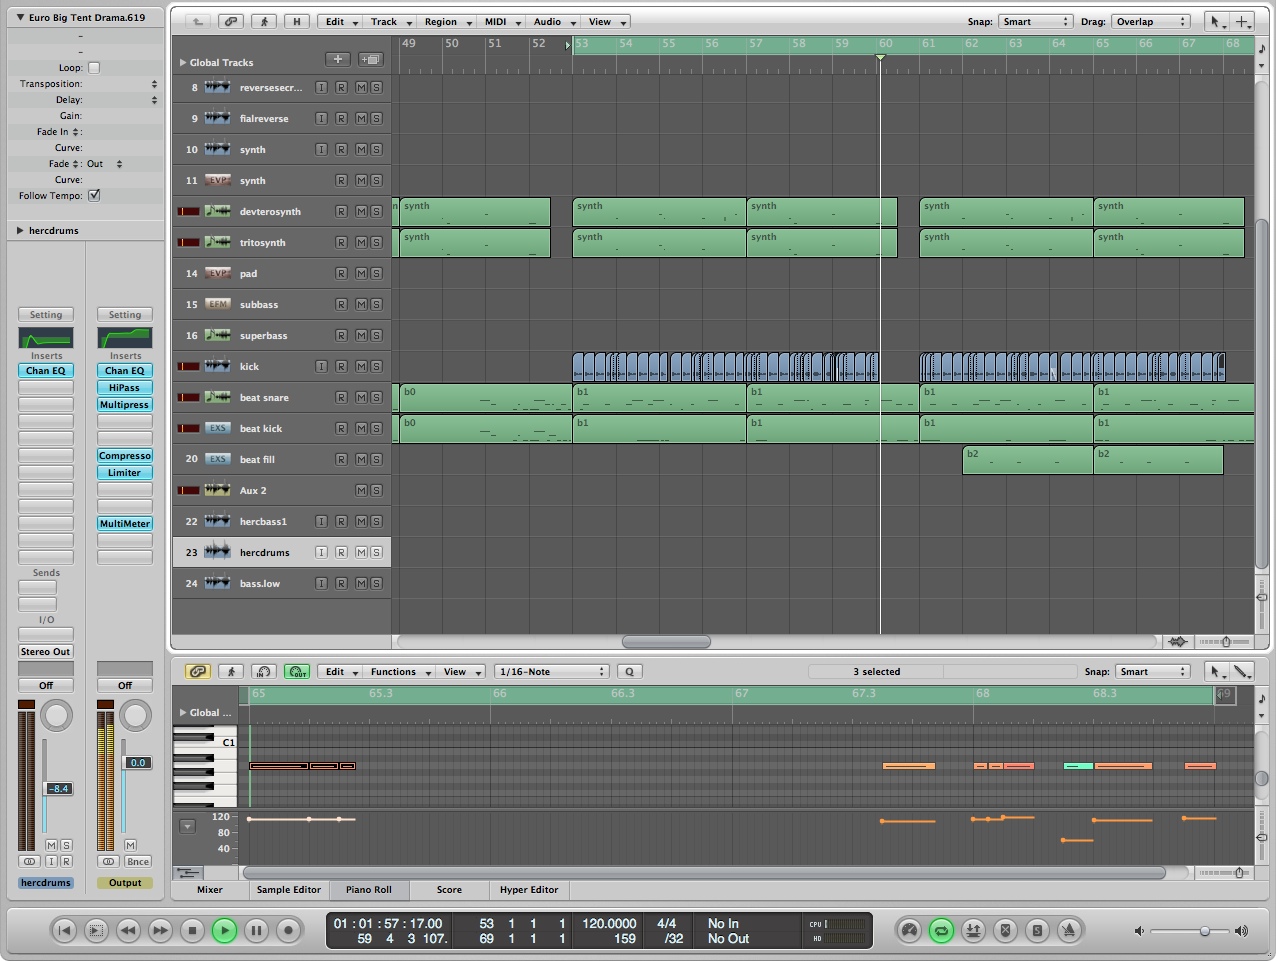 Euro Big Tent Drama.619
-
-
Loop:
Transposition:
Delay:
Gain:
Fade In :
Curve:
Fade : Out
Curve:
Follow Tempo:
hercdrums
Setting Setting
Inserts Inserts
Chan EQ Chan EQ
HiPass
Multipress
Compresso
Limiter
MultiMeter
Sends
I/O
Stereo Out
Off Off
0.0
-8.4
M S M
I R Bnce
hercdrums Output
H Edit Track Region MIDI Audio View Snap: Smart Drag: Overlap
49 50 51 52 53 54 55 56 57 58 59 60 61 62 63 64 65 66 67 68
Global Tracks
8 reversesecr... I R M S
9 fialreverse I R M S
10 synth I R M S
11 EVP synth R M S
devterosynth R M S synth synth synth synth synth
tritosynth R M S synth synth synth synth synth
14 EVP pad R M S
15 EFM subbass R M S
16 superbass R M S
kick I R M S
beat snare R M S b0 b1 b1 b1 b1
EXS beat kick R M S b0 b1 b1 b1 b1
20 EXS beat fill R M S b2 b2
Aux 2 M S
22 hercbass1 I R M S
23 hercdrums I R M S
24 bass.low I R M S
IN OUT Edit Functions View 1/16-Note Q 3 selected Snap: Smart
65 65.3 66 66.3 67 67.3 68 68.3 69
Global ...
C1
120
80
40
Mixer Sample Editor Piano Roll Score Hyper Editor
01 : 01 : 57 : 17.00 53 1 1 1 120.0000 4/4 No In CPU
59 4 3 107. 69 1 1 1 159 /32 No Out HD
S